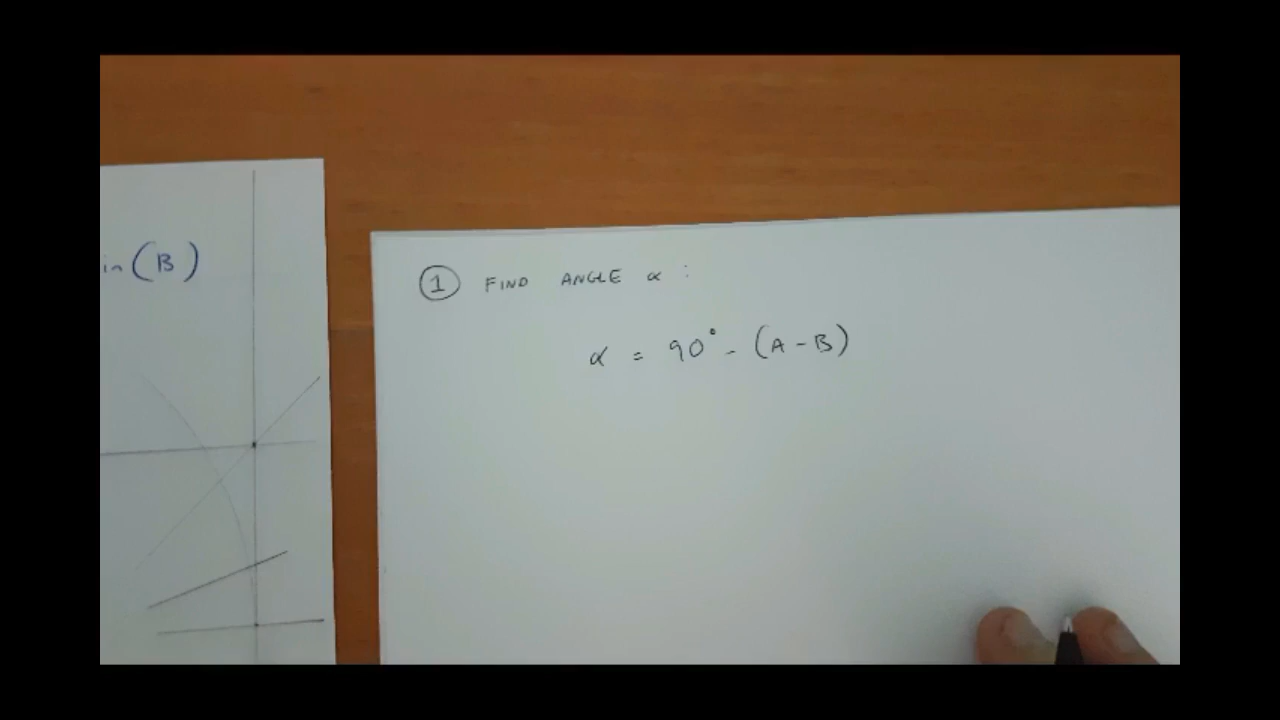 in(B)
① FIND ANGLE α :
α = 90° - (A - B)